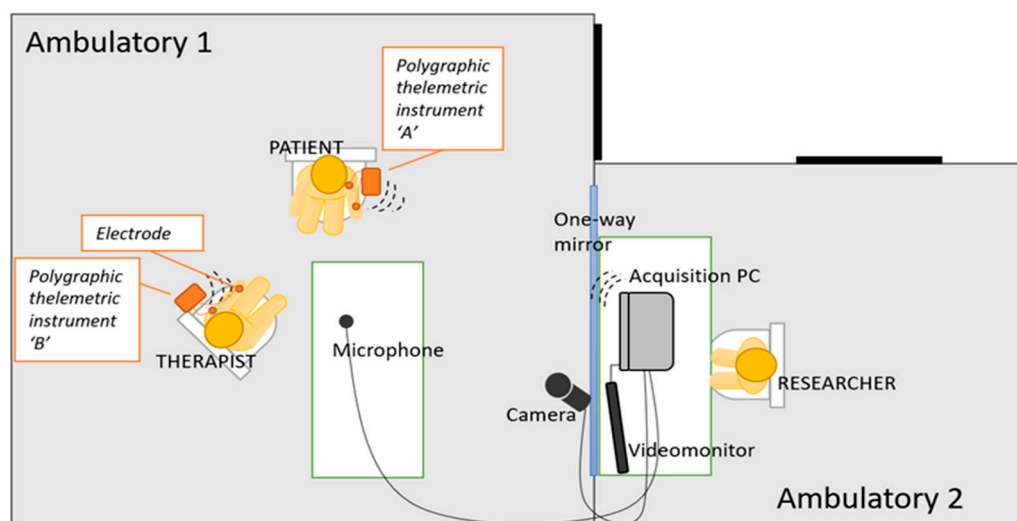 Ambulatory 1
Polygraphic
thelemetric
instrument
'A'
PATIENT
Electrode
Polygraphic
thelemetric
instrument
'B'
THERAPIST
Microphone
One-way
mirror
Acquisition PC
Camera
RESEARCHER
Videomonitor
Ambulatory 2